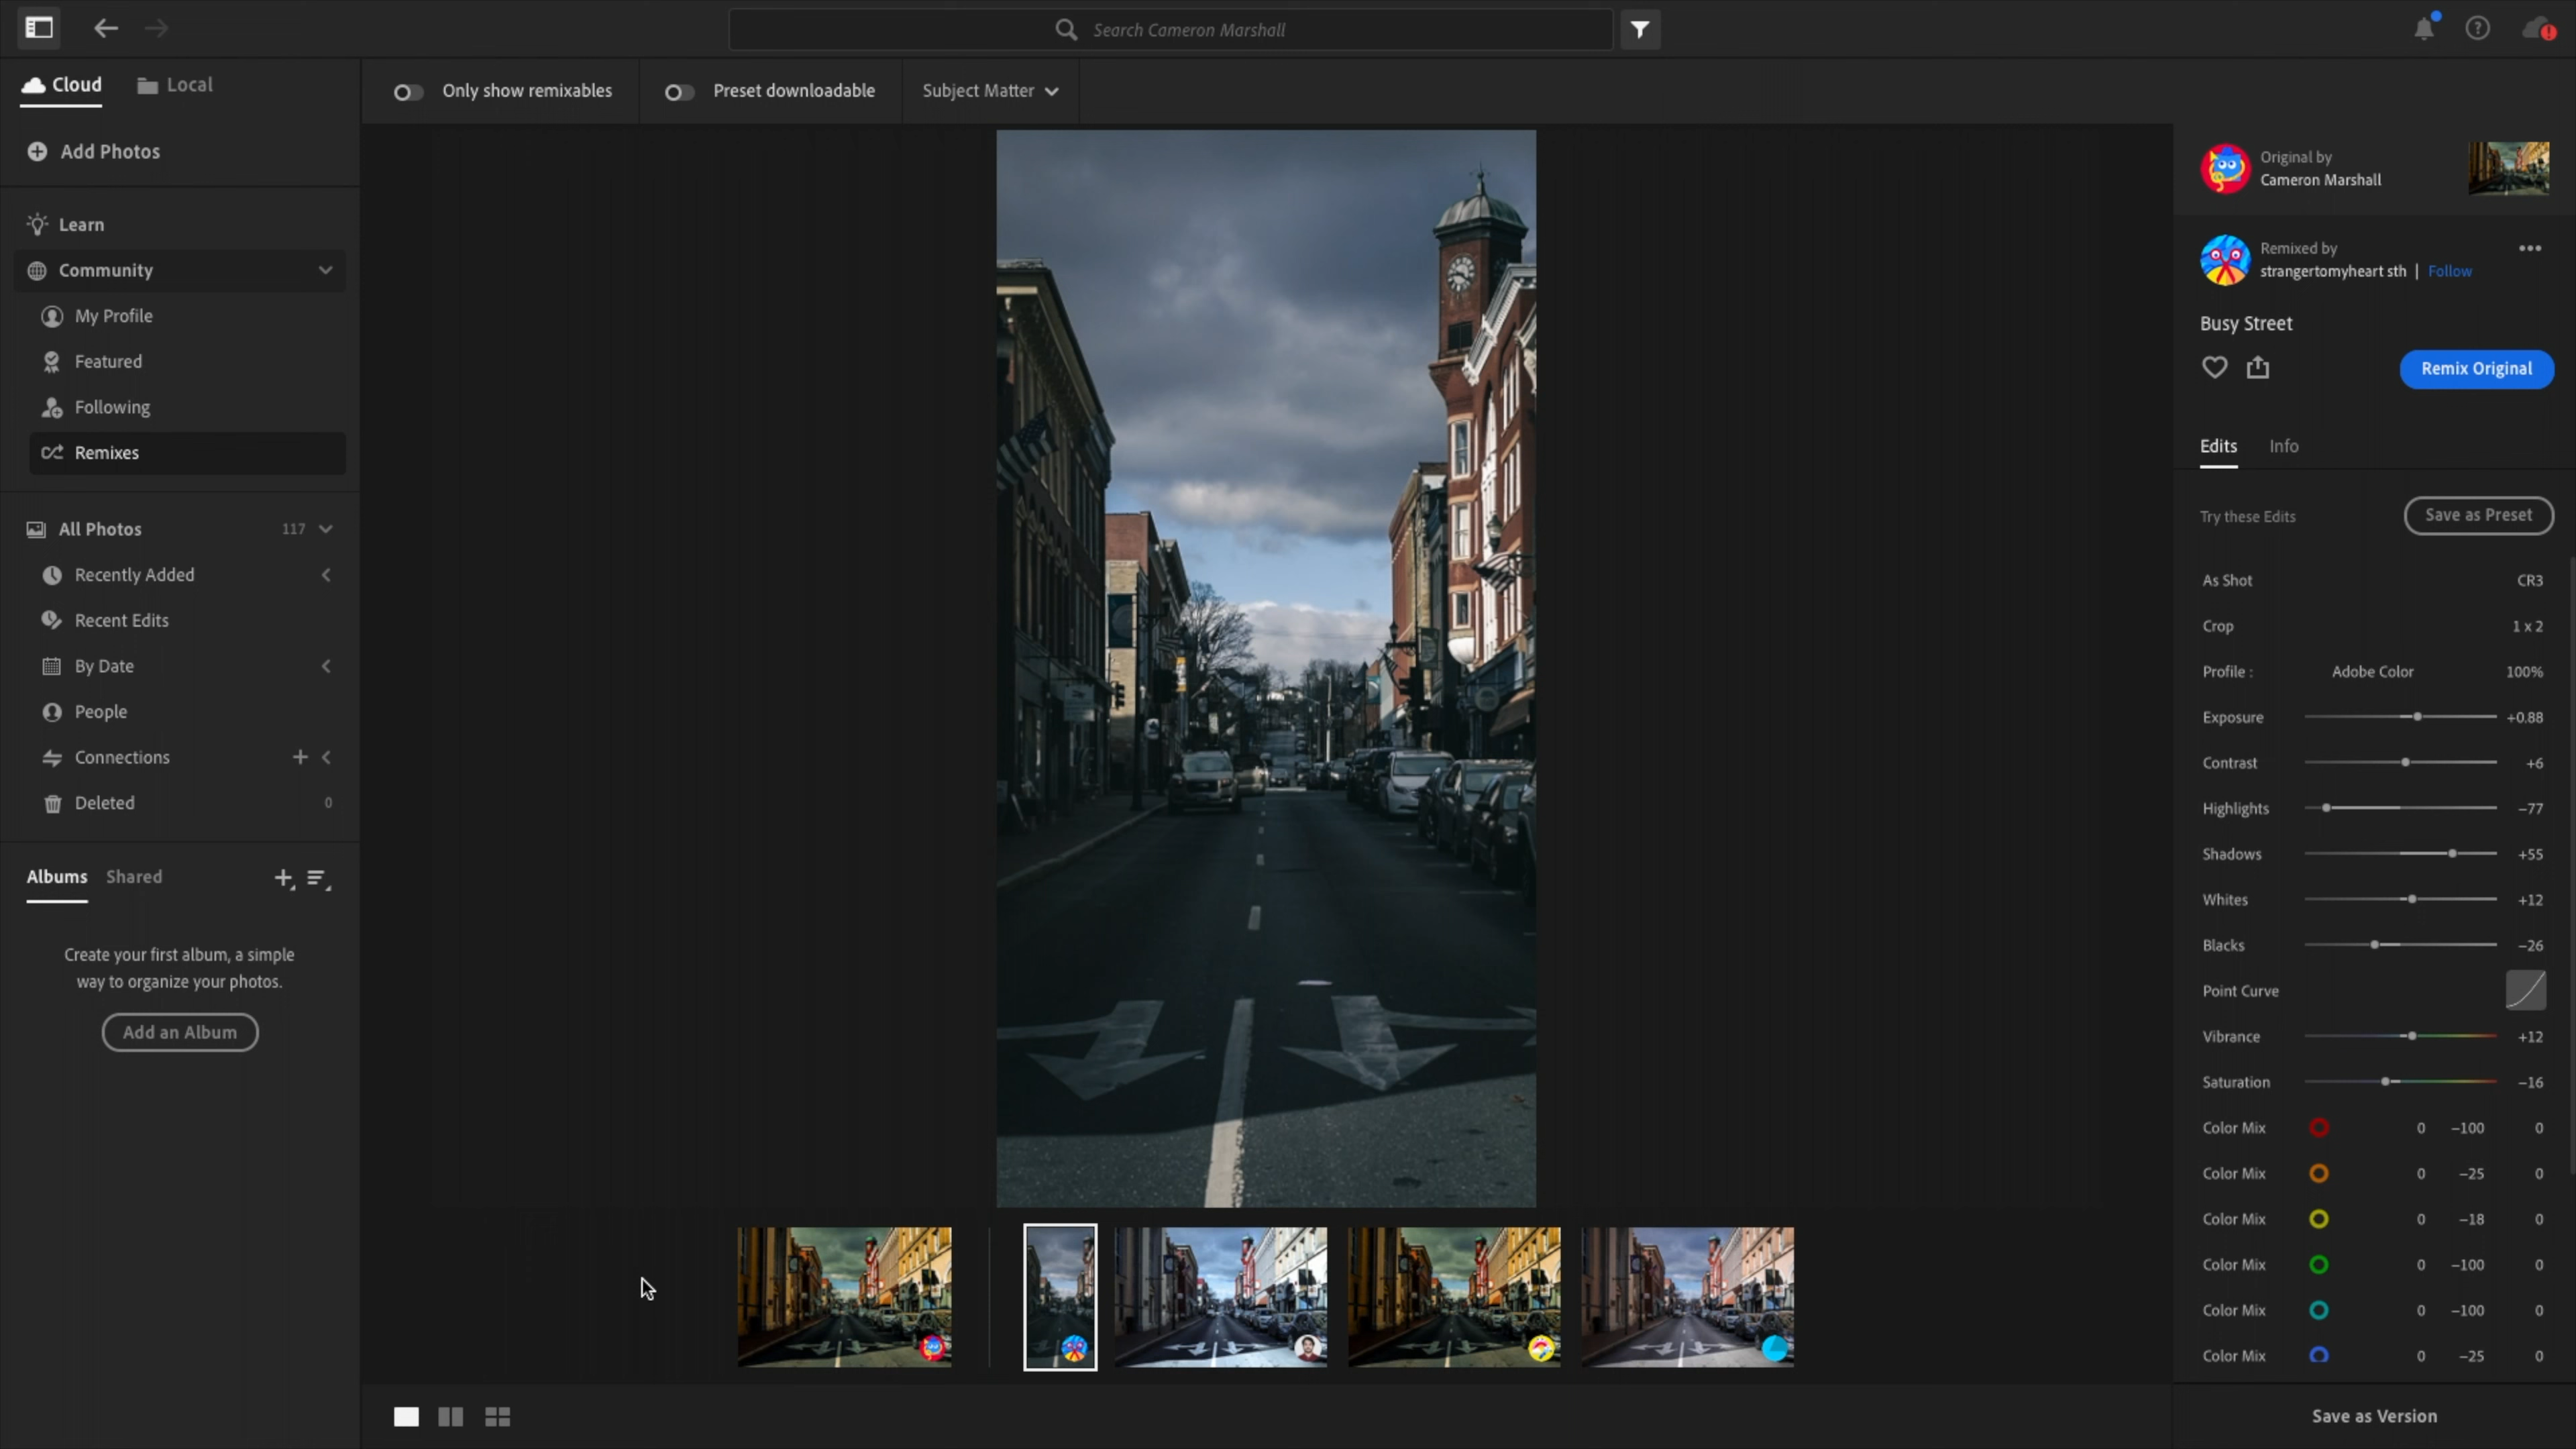 Search Cameron Marshall
Cloud
Local
Add Photos
Learn
Community
My Profile
Featured
Following
Remixes
All Photos 117
Recently Added
Recent Edits
By Date
People
Connections
Deleted 0
Albums Shared
Create your first album, a simple
way to organize your photos.
Add an Album
Only show remixables
Preset downloadable
Subject Matter
Original by
Cameron Marshall
Remixed by
strangertomyheart sth | Follow
Busy Street
Remix Original
Edits Info
Try these Edits
Save as Preset
As Shot CR3
Crop 1 x 2
Profile : Adobe Color 100%
Exposure +0.88
Contrast +6
Highlights −77
Shadows +55
Whites +12
Blacks −26
Point Curve
Vibrance +12
Saturation −16
Color Mix 0 −100 0
Color Mix 0 −25 0
Color Mix 0 −18 0
Color Mix 0 −100 0
Color Mix 0 −100 0
Color Mix 0 −25 0
Save as Version